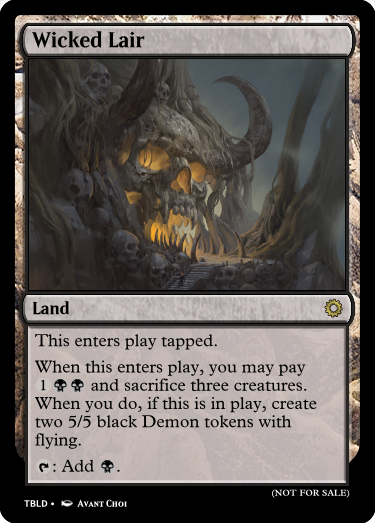 Wicked Lair
Land
This enters play tapped.
When this enters play, you may pay
1 and sacrifice three creatures.
When you do, if this is in play, create
two 5/5 black Demon tokens with
flying.
: Add .
(NOT FOR SALE)
TBLD • Avant Choi